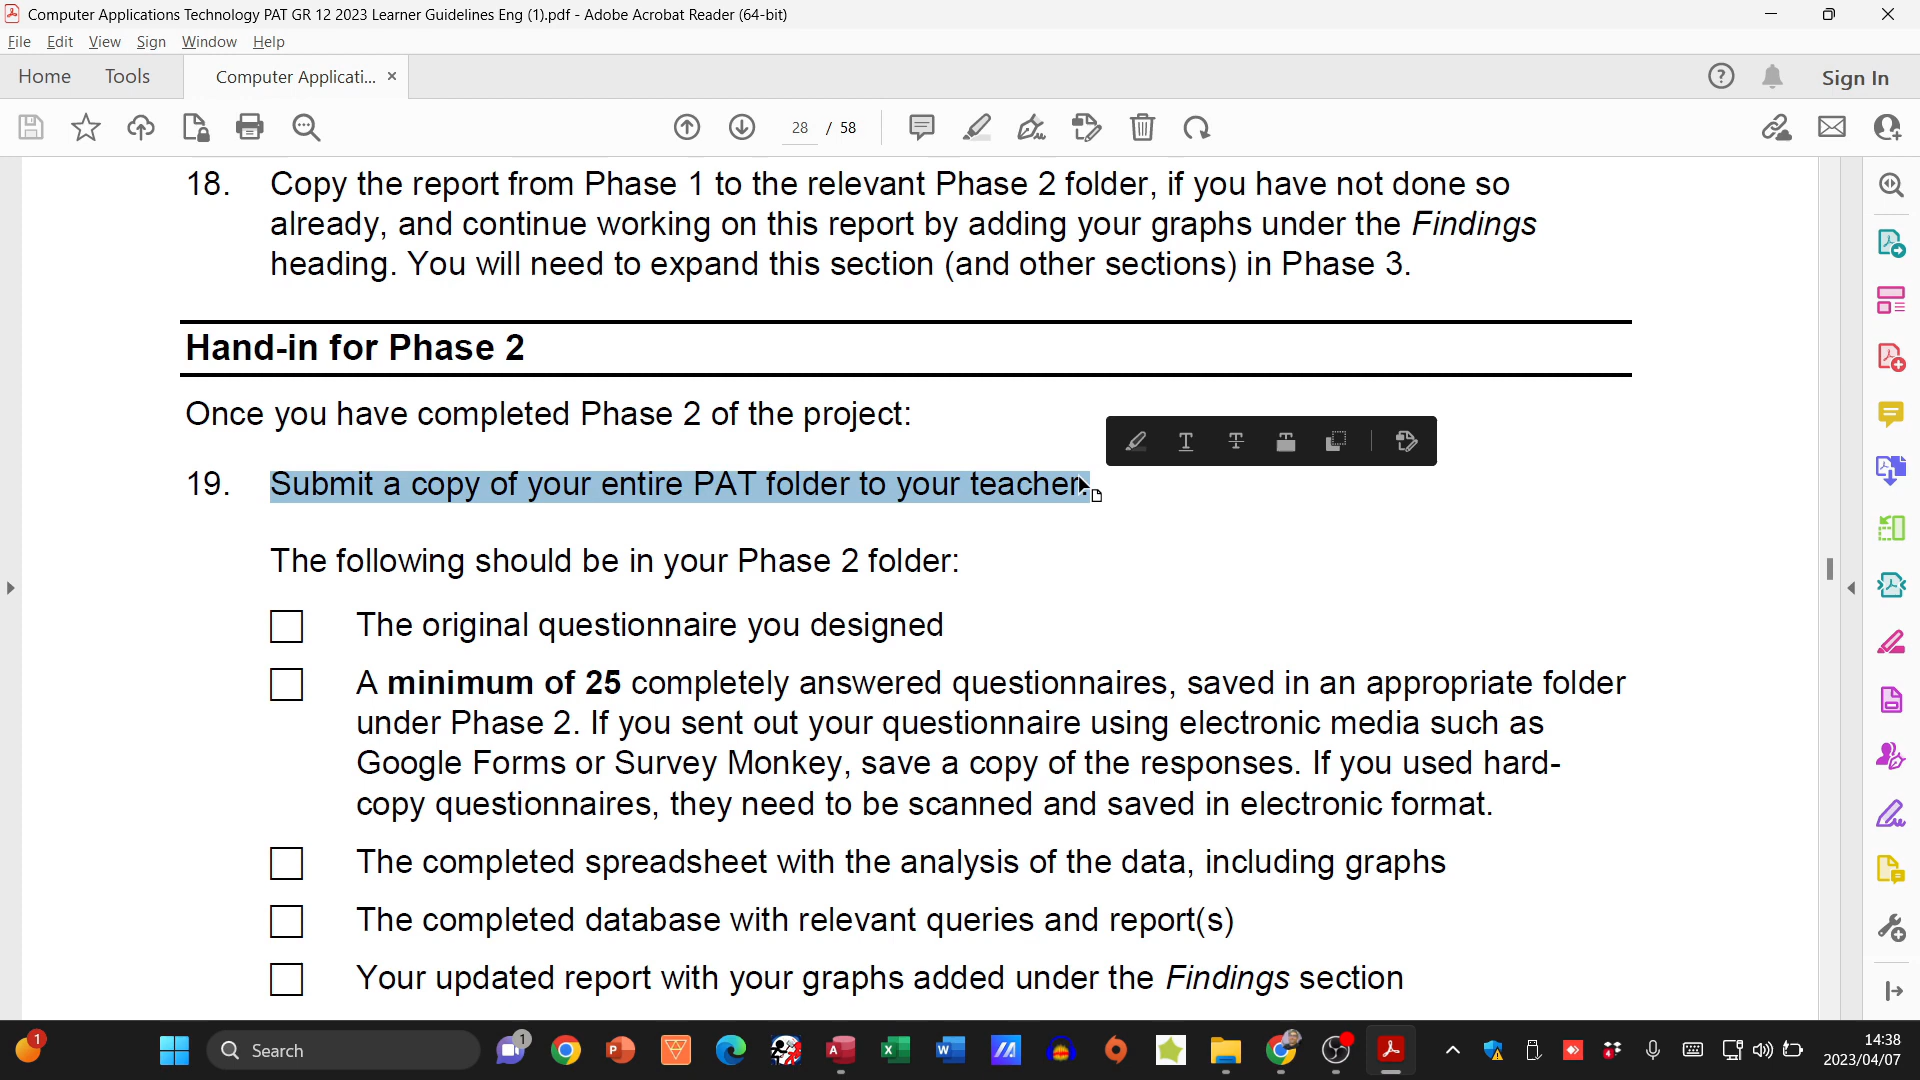 Computer Applications Technology PAT GR 12 2023 Learner Guidelines Eng (1).pdf - Adobe Acrobat Reader (64-bit)
File Edit View Sign Window Help
Home Tools Computer Applicati... × Sign In
28 / 58
18. Copy the report from Phase 1 to the relevant Phase 2 folder, if you have not done so
already, and continue working on this report by adding your graphs under the Findings
heading. You will need to expand this section (and other sections) in Phase 3.
Hand-in for Phase 2
Once you have completed Phase 2 of the project:
19. Submit a copy of your entire PAT folder to your teacher.
The following should be in your Phase 2 folder:
The original questionnaire you designed
A minimum of 25 completely answered questionnaires, saved in an appropriate folder
under Phase 2. If you sent out your questionnaire using electronic media such as
Google Forms or Survey Monkey, save a copy of the responses. If you used hard-
copy questionnaires, they need to be scanned and saved in electronic format.
The completed spreadsheet with the analysis of the data, including graphs
The completed database with relevant queries and report(s)
Your updated report with your graphs added under the Findings section
1 Search 1 14:38
2023/04/07